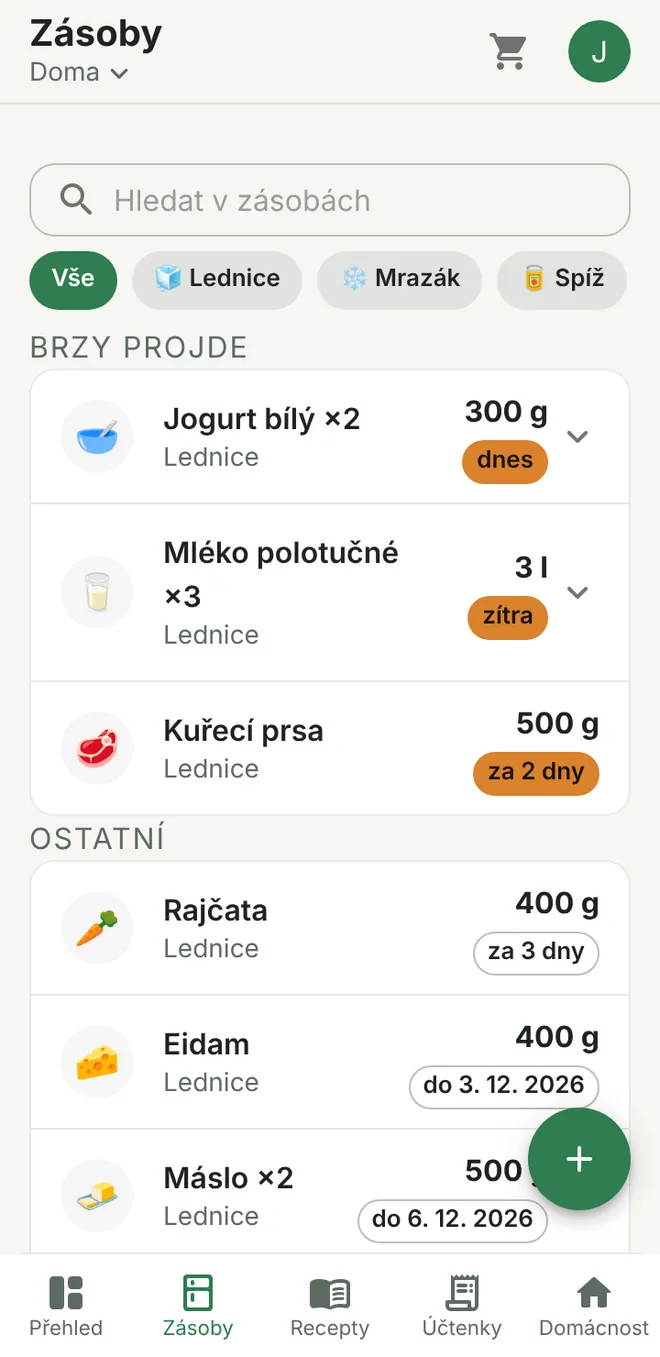 Zásoby
Doma
J
Hledat v zásobách
Vše
Lednice
Mrazák
Spíž
BRZY PROJDE
Jogurt bílý ×2
300 g
Lednice
dnes
Mléko polotučné
×3
3 l
Lednice
zítra
Kuřecí prsa
500 g
Lednice
za 2 dny
OSTATNÍ
Rajčata
400 g
Lednice
za 3 dny
Eidam
400 g
Lednice
do 3. 12. 2026
Máslo ×2
500
Lednice
do 6. 12. 2026
Přehled
Zásoby
Recepty
Účtenky
Domácnost